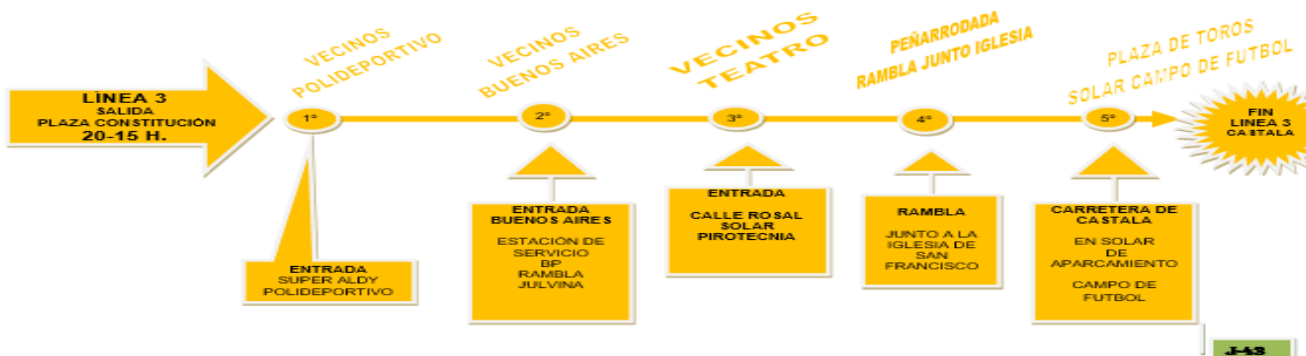 LÌNEA 3
SALIDA
PLAZA CONSTITUCIÓN
20-15 H.
VECINOS
POLIDEPORTIVO
VECINOS
BUENOS AIRES
VECINOS
TEATRO
PEÑARRODADA
RAMBLA JUNTO IGLESIA
PLAZA DE TOROS
SOLAR CAMPO DE FUTBOL
1º
2º
3º
4º
5º
FIN
LINEA 3
CASTALA
ENTRADA
SUPER ALDY
POLIDEPORTIVO
ENTRADA
BUENOS AIRES
ESTACIÓN DE
SERVICIO
BP
RAMBLA
JULVINA
ENTRADA
CALLE ROSAL
SOLAR
PIROTECNIA
RAMBLA
JUNTO A LA
IGLESIA DE
SAN
FRANCISCO
CARRETERA DE
CASTALA
EN SOLAR
DE
APARCAMIENTO
CAMPO DE
FUTBOL